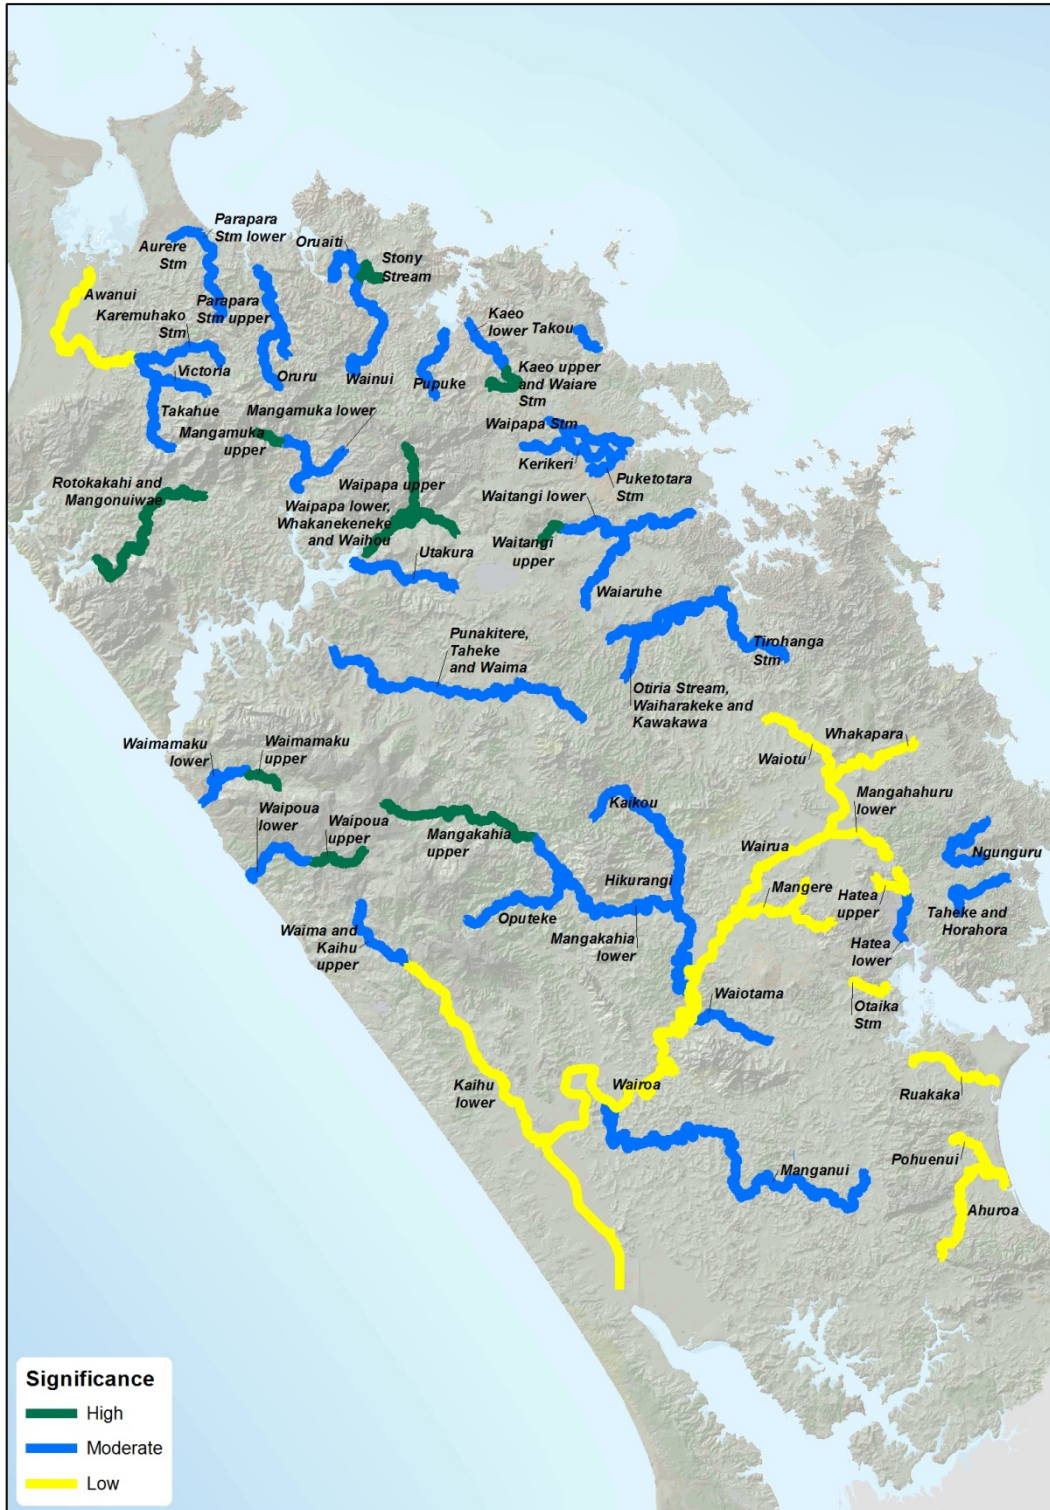 Parapara
Stm lower
Oruaiti
Aurere
Stm
Stony
Stream
Awanui
Parapara
Stm upper
Karemuhako
Stm
Kaeo
lower
Takou
Victoria
Oruru
Wainui
Pupuke
Kaeo upper
and Waiare
Stm
Takahue
Mangamuka lower
Mangamuka
upper
Waipapa Stm
Kerikeri
Puketotara
Stm
Rotokakahi and
Mangonuiwae
Waipapa upper
Waitangi lower
Waipapa lower,
Whakanekeneke
and Waihou
Utakura
Waitangi
upper
Waiaruhe
Punakitere,
Taheke
and Waima
Tirohanga
Stm
Otiria Stream,
Waiharakeke and
Kawakawa
Waimamaku
lower
Waimamaku
upper
Waiotu
Whakapara
Waipoua
lower
Waipoua
upper
Mangakahia
upper
Kaikou
Mangahahuru
lower
Wairua
Ngunguru
Hikurangi
Mangere
Hatea
upper
Taheke and
Horahora
Waima and
Kaihu
upper
Oputeke
Mangakahia
lower
Hatea
lower
Waiotama
Otaika
Stm
Kaihu
lower
Wairoa
Ruakaka
Pohuenui
Manganui
Ahuroa
Significance
High
Moderate
Low